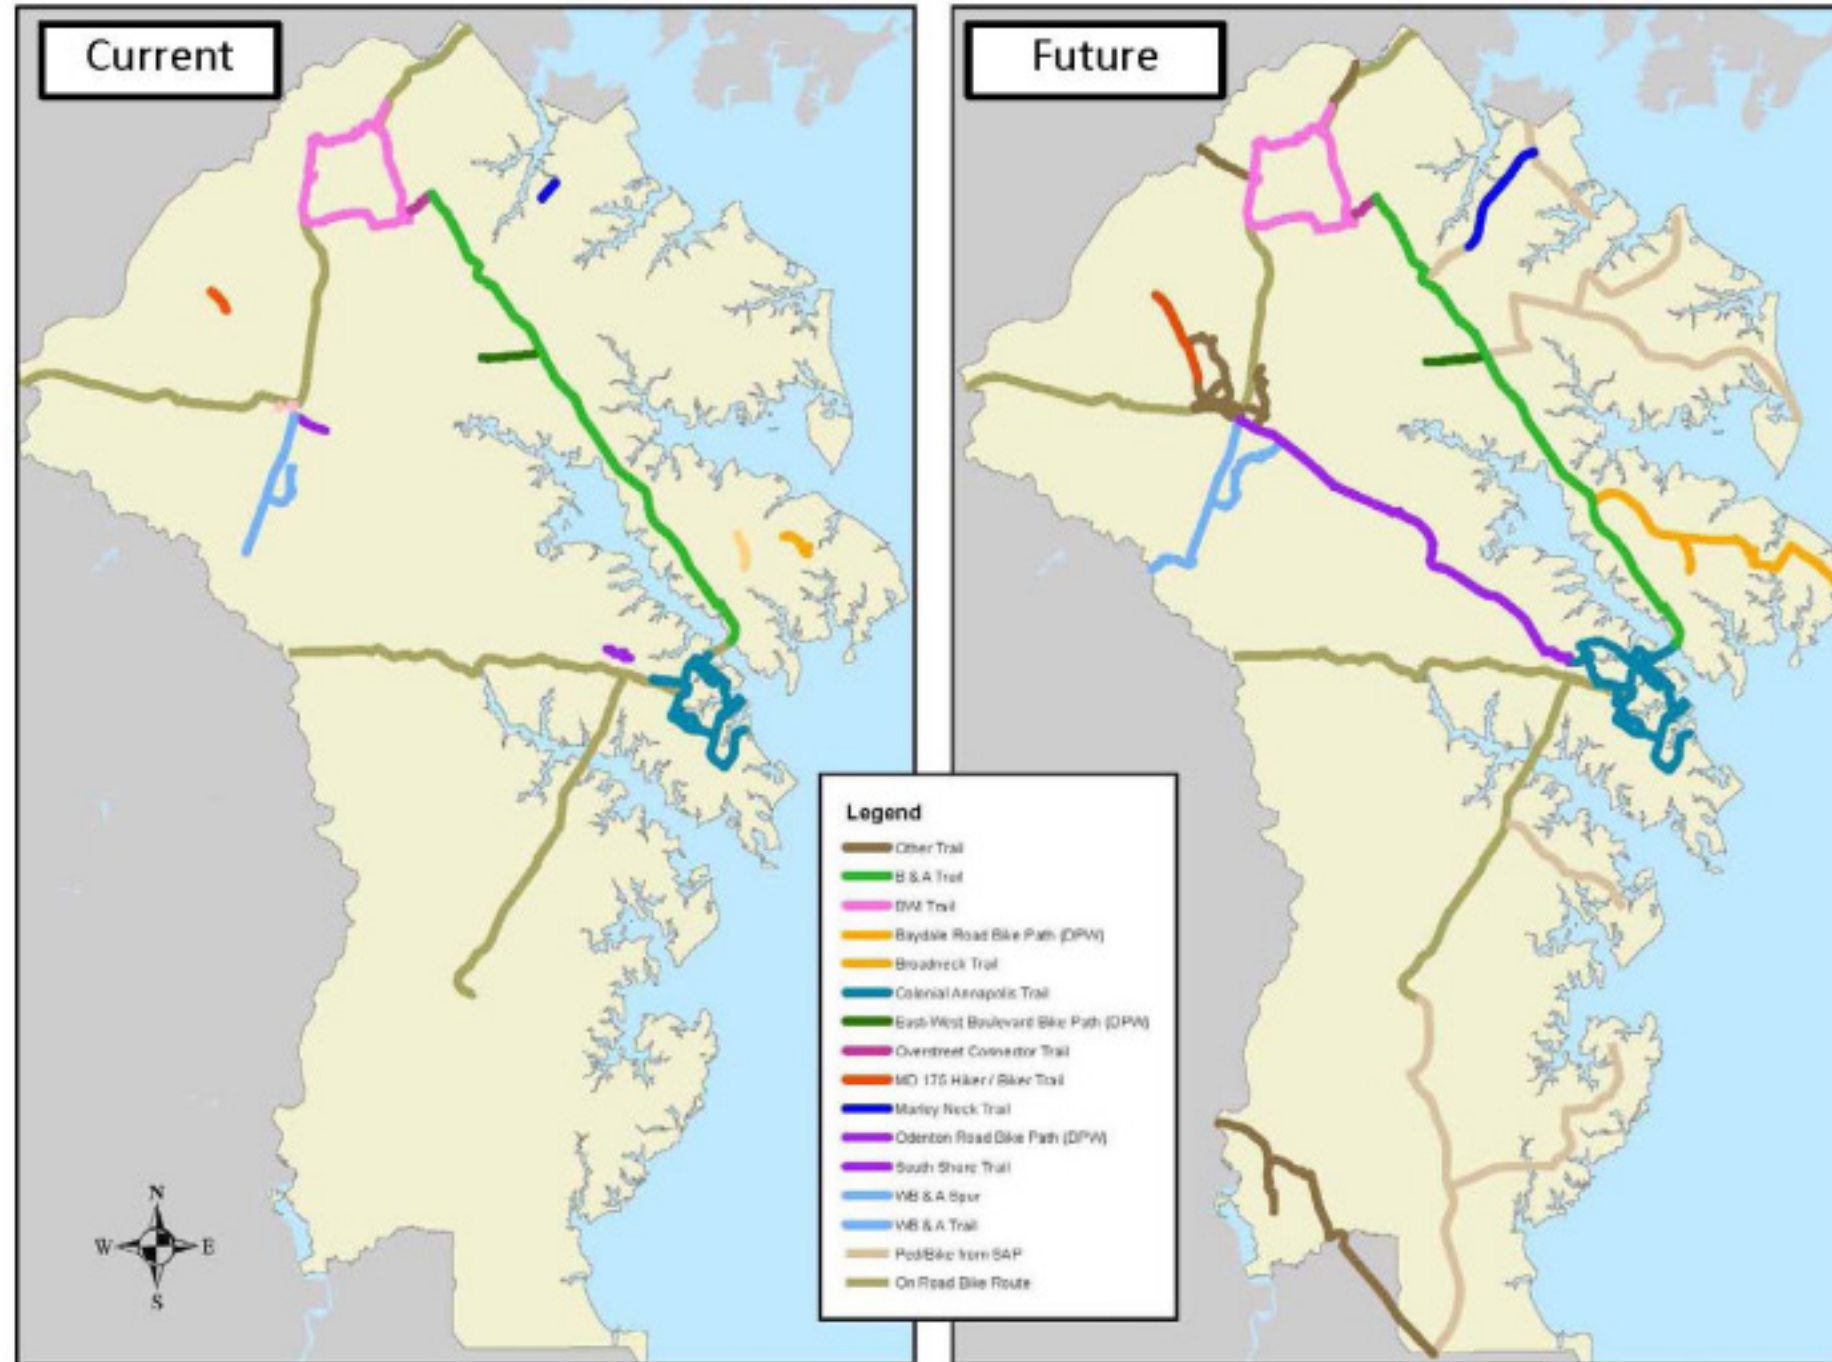 Current
Future
Legend
Other Trail
B & A Trail
BWI Trail
Baydale Road Bike Path (DPW)
Broadneck Trail
Colonial Annapolis Trail
East-West Boulevard Bike Path (DPW)
Overstreet Connector Trail
MD 175 Hiker / Biker Trail
Marley Neck Trail
Odenton Road Bike Path (DPW)
South Shore Trail
WB & A Spur
WB & A Trail
Ped/Bike from SAP
On Road Bike Route
N
W E
S